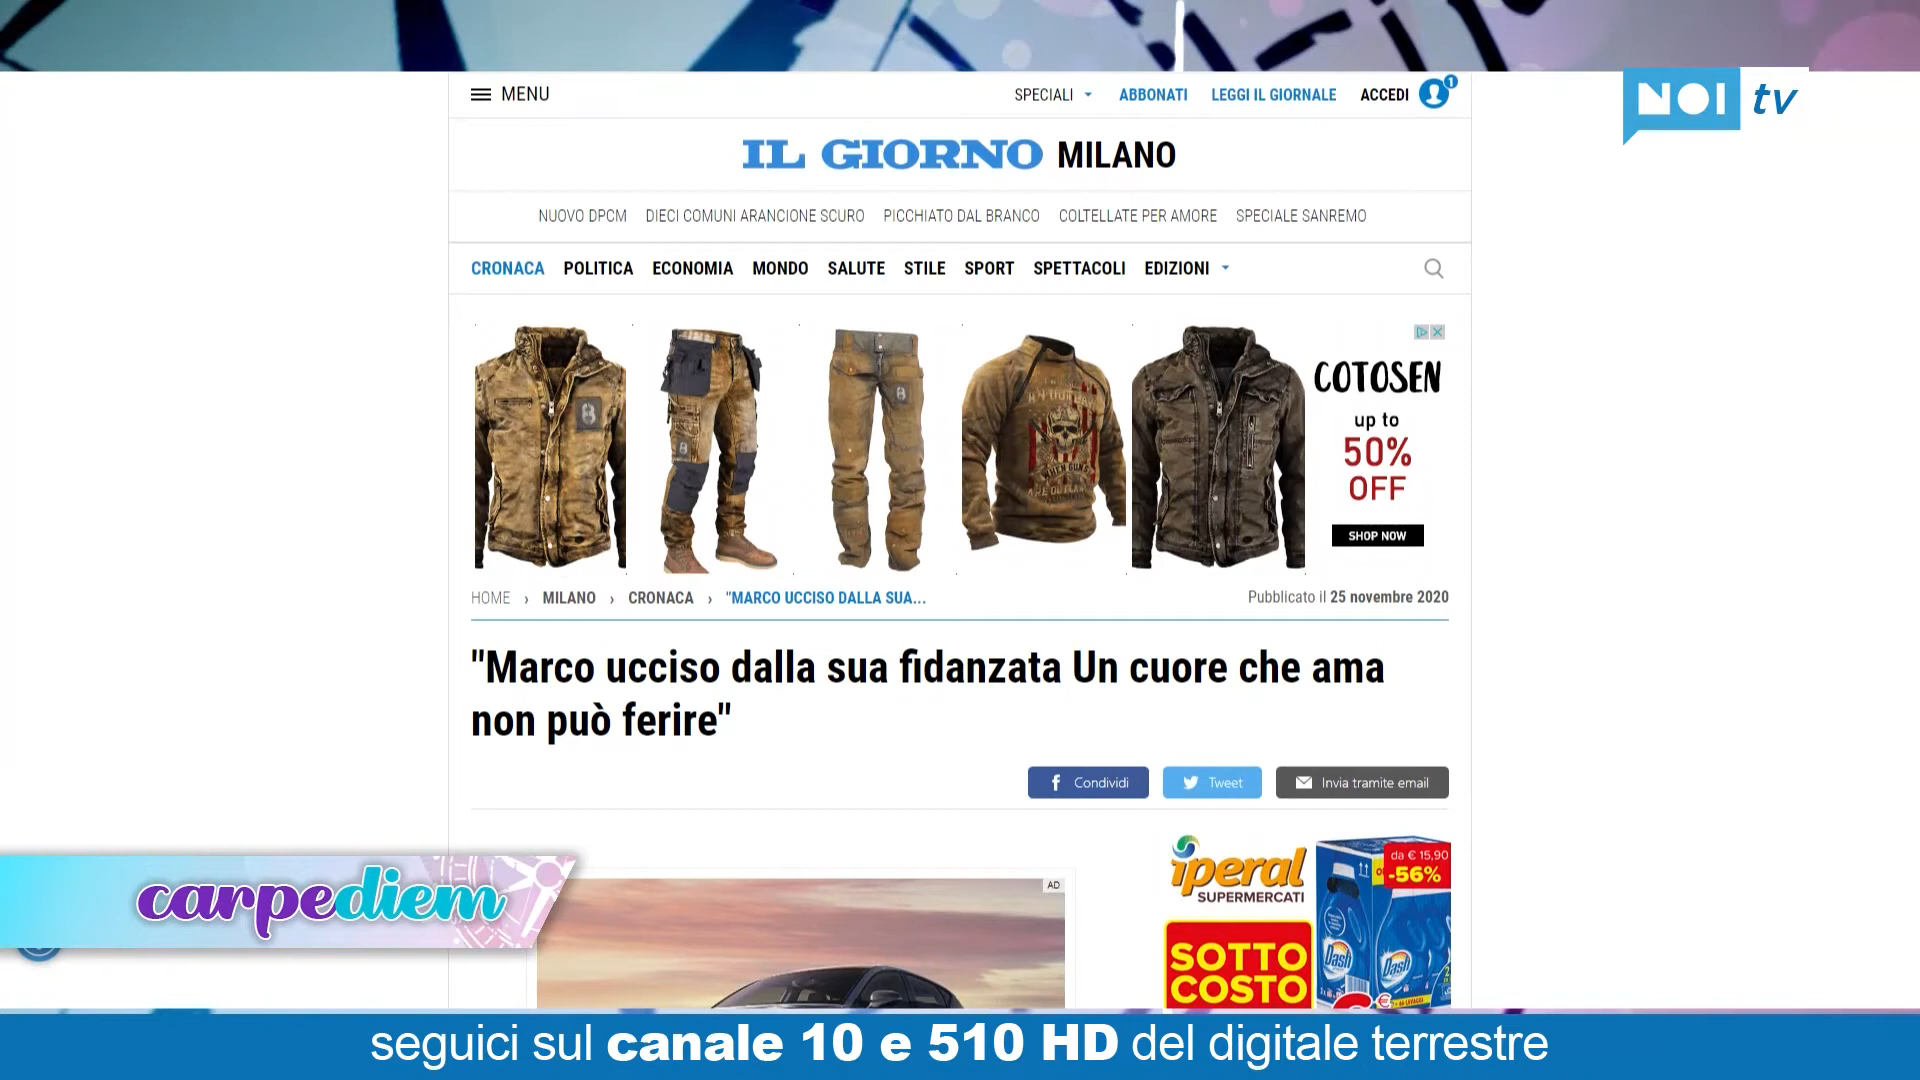 MENU
SPECIALI
ABBONATI
LEGGI IL GIORNALE
ACCEDI
1
NOI tv
IL GIORNO MILANO
NUOVO DPCM DIECI COMUNI ARANCIONE SCURO PICCHIATO DAL BRANCO COLTELLATE PER AMORE SPECIALE SANREMO
CRONACA POLITICA ECONOMIA MONDO SALUTE STILE SPORT SPETTACOLI EDIZIONI
COTOSEN
up to
50%
OFF
SHOP NOW
HOME › MILANO › CRONACA › "MARCO UCCISO DALLA SUA...
Pubblicato il 25 novembre 2020
"Marco ucciso dalla sua fidanzata Un cuore che ama
non può ferire"
Condividi
Tweet
Invia tramite email
AD
iperal
SUPERMERCATI
SOTTO
COSTO
da € 15,90
-56%
Dash
Dash
carpediem
seguici sul canale 10 e 510 HD del digitale terrestre